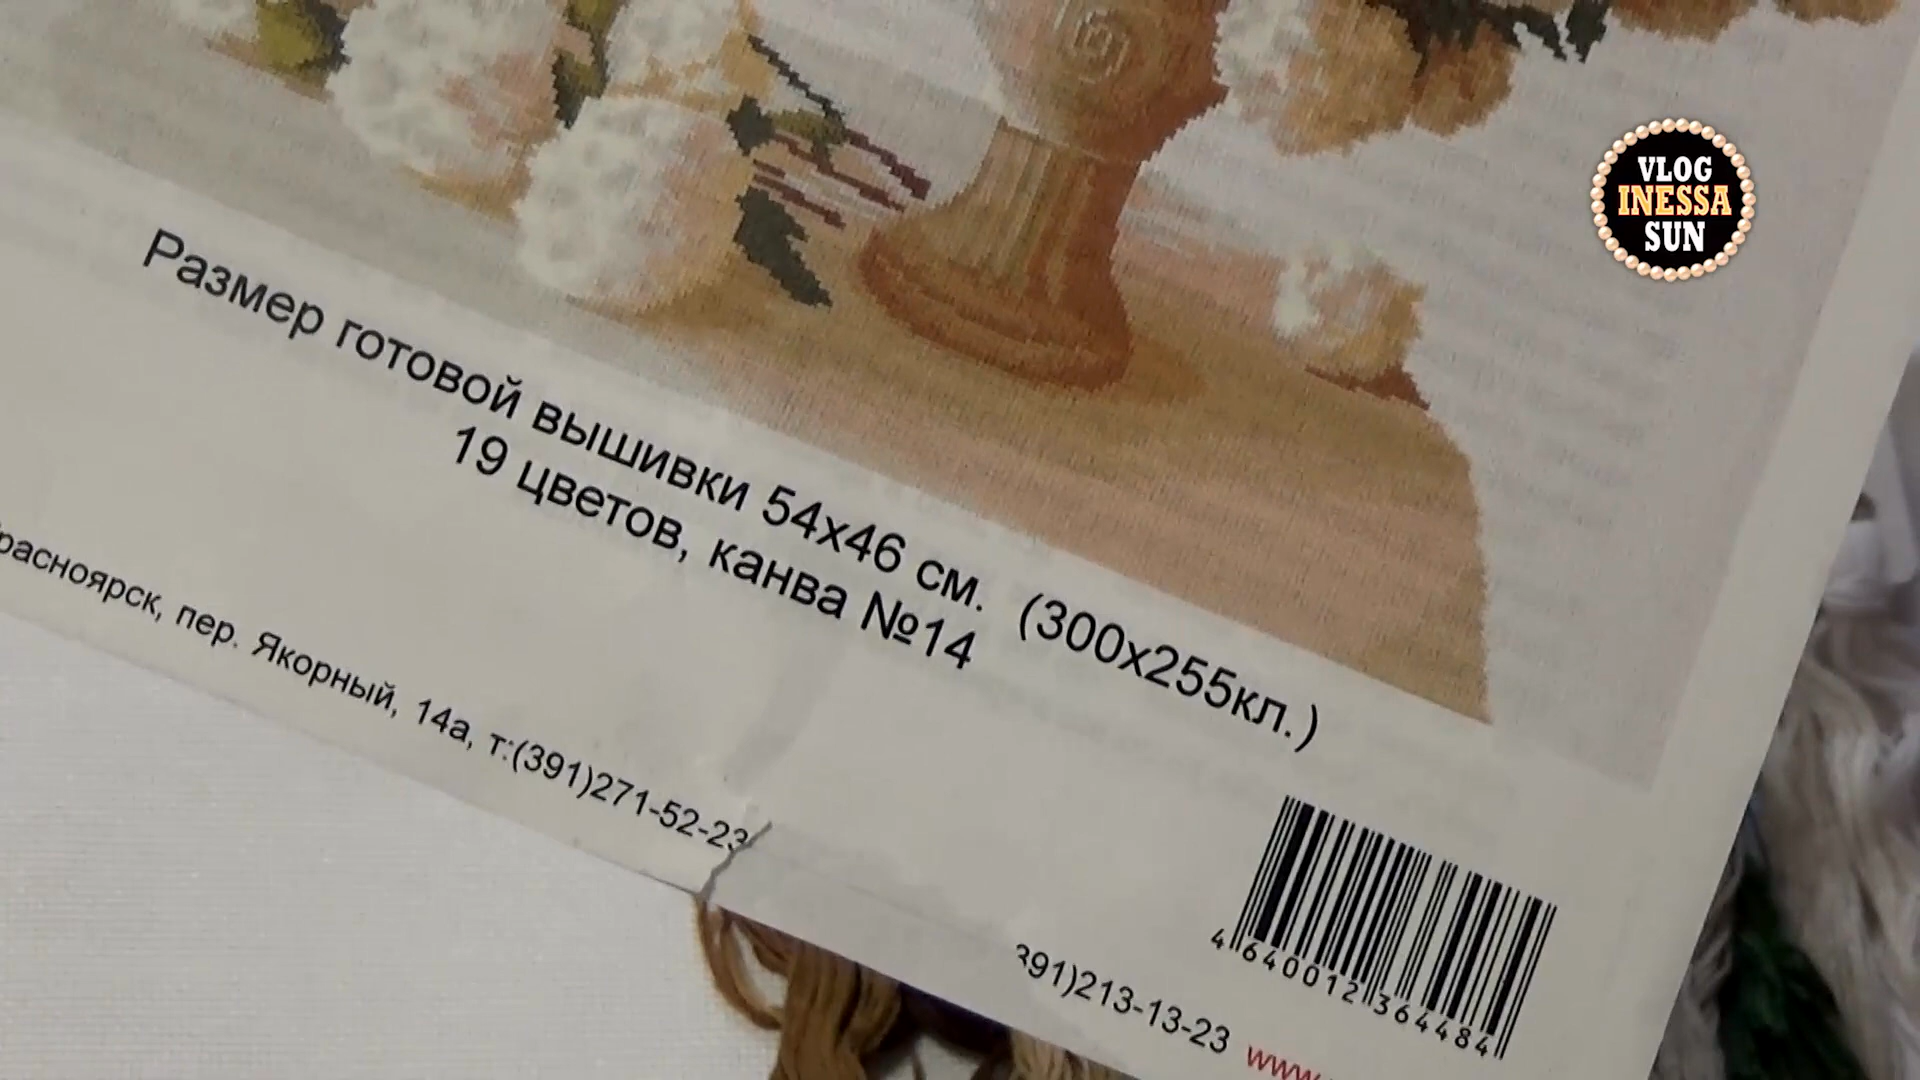 VLOG
INESSA
SUN
Размер готовой вышивки 54х46 см. (300х255кл.)
19 цветов, канва №14
расноярск, пер. Якорный, 14а, т:(391)271-52-23
391)213-13-23 www.
4 640012 364484